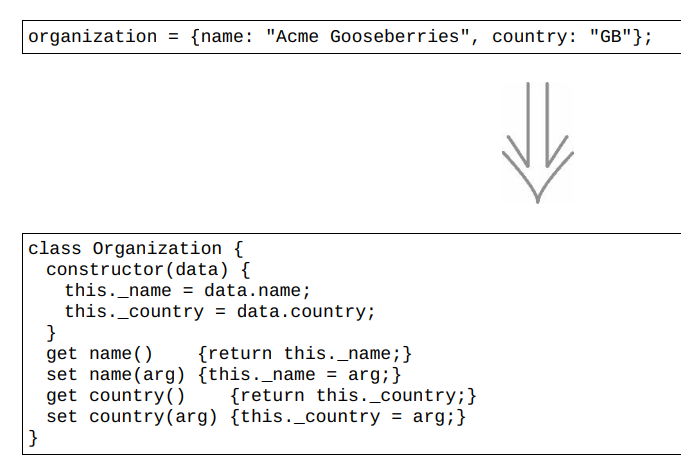 organization = {name: "Acme Gooseberries", country: "GB"};
class Organization {
  constructor(data) {
    this._name = data.name;
    this._country = data.country;
  }
  get name()    {return this._name;}
  set name(arg) {this._name = arg;}
  get country()    {return this._country;}
  set country(arg) {this._country = arg;}
}